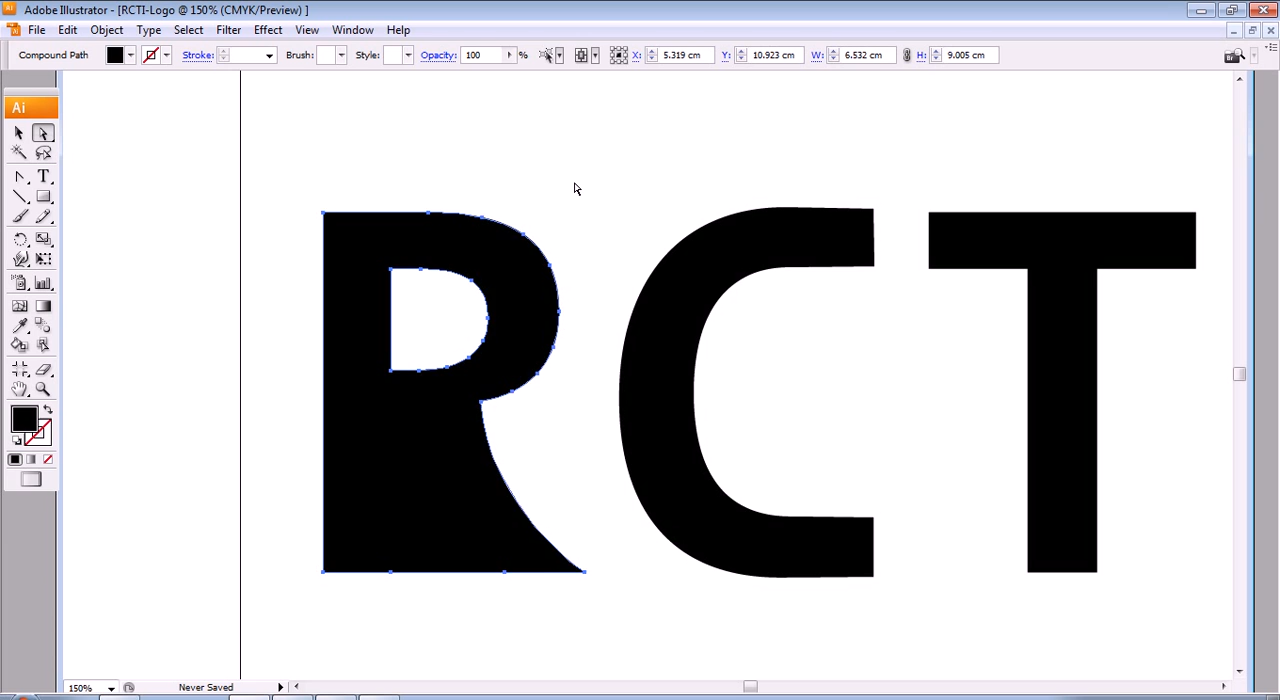 Adobe Illustrator - [RCTI-Logo @ 150% (CMYK/Preview) ]
File Edit Object Type Select Filter Effect View Window Help
Compound Path Stroke: Brush: Style: Opacity: 100 % X: 5.319 cm Y: 10.923 cm W: 6.532 cm H: 9.005 cm
Ai
T
RCT
150% Never Saved